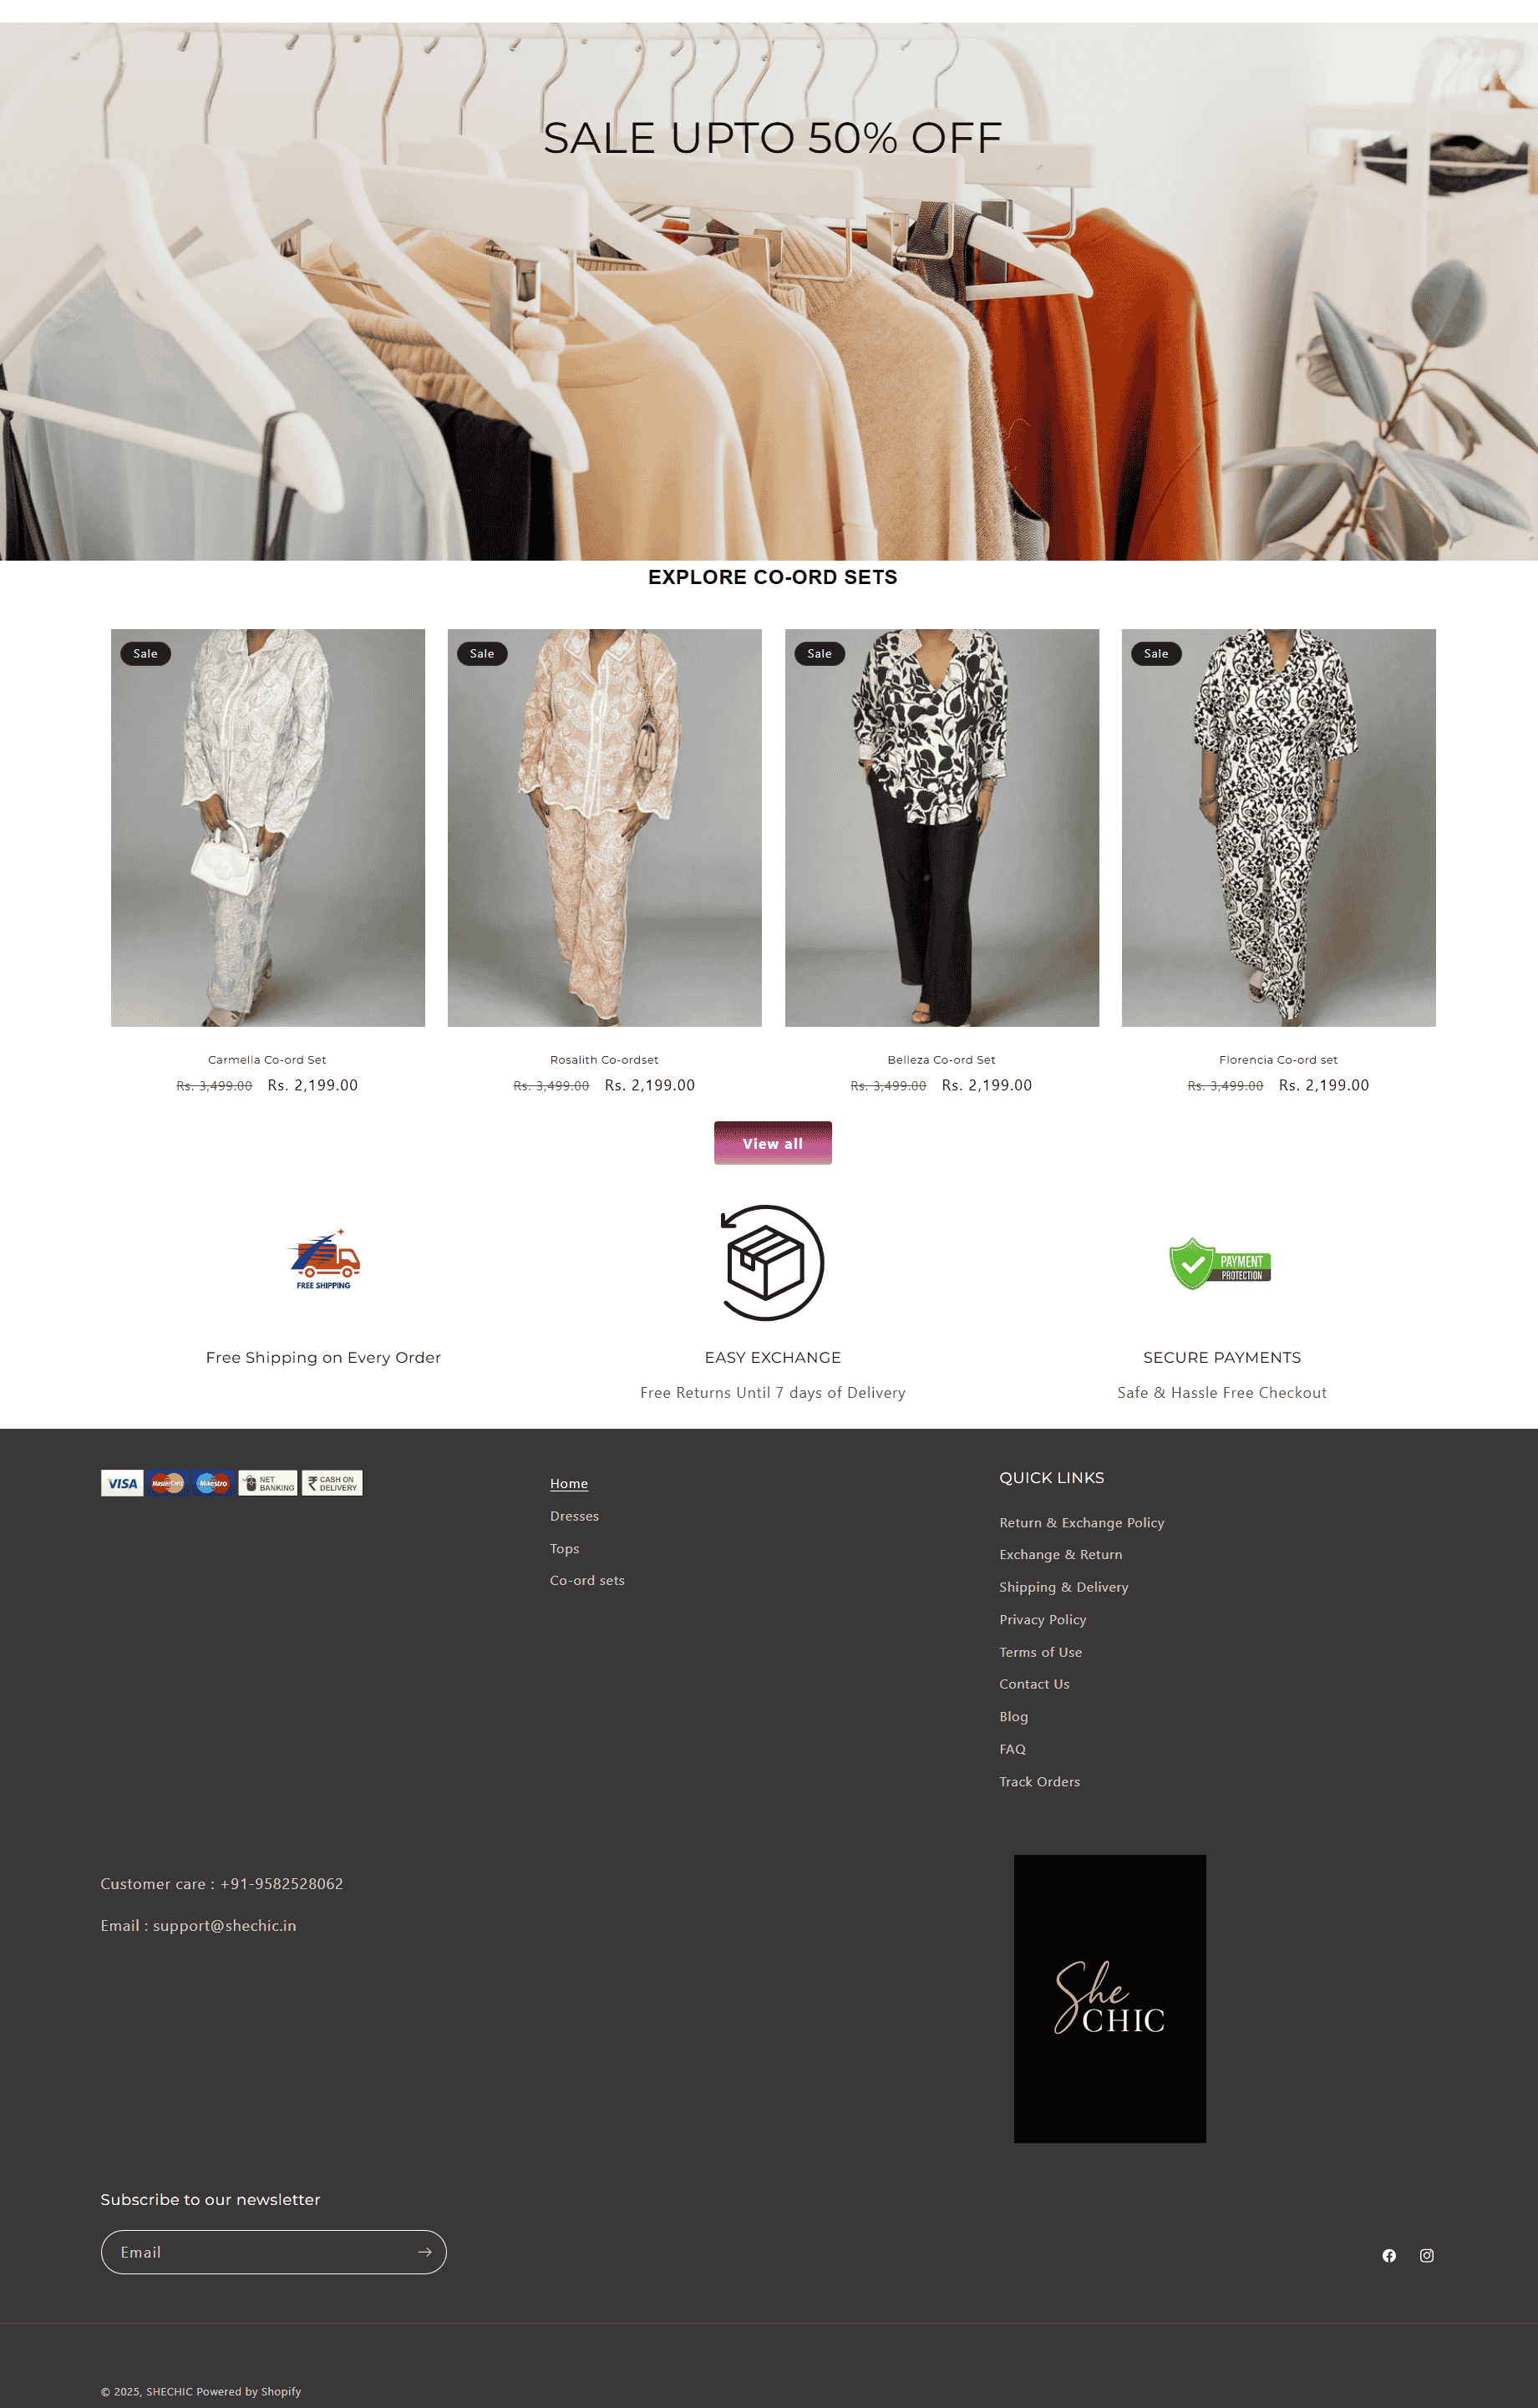 SALE UPTO 50% OFF
EXPLORE CO-ORD SETS
Sale
Sale
Sale
Sale
Carmella Co-ord Set
Rs. 3,499.00 Rs. 2,199.00
Rosalith Co-ordset
Rs. 3,499.00 Rs. 2,199.00
Belleza Co-ord Set
Rs. 3,499.00 Rs. 2,199.00
Florencia Co-ord set
Rs. 3,499.00 Rs. 2,199.00
View all
FREE SHIPPING
Free Shipping on Every Order
EASY EXCHANGE
Free Returns Until 7 days of Delivery
PAYMENT
PROTECTION
SECURE PAYMENTS
Safe & Hassle Free Checkout
VISA MasterCard Maestro NET BANKING ₹ CASH ON DELIVERY
Home
Dresses
Tops
Co-ord sets
QUICK LINKS
Return & Exchange Policy
Exchange & Return
Shipping & Delivery
Privacy Policy
Terms of Use
Contact Us
Blog
FAQ
Track Orders
Customer care : +91-9582528062
Email : support@shechic.in
She
CHIC
Subscribe to our newsletter
Email
© 2025, SHECHIC Powered by Shopify